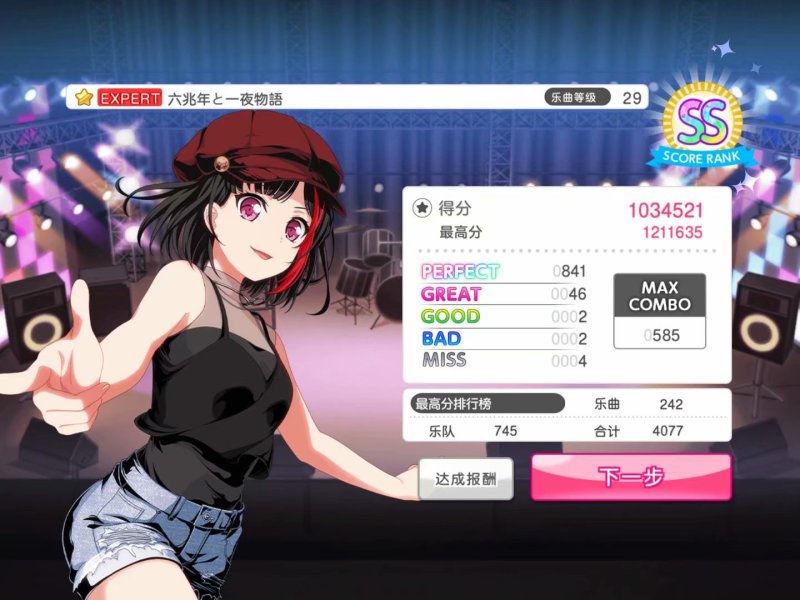 EXPERT 六兆年と一夜物語 乐曲等级 29
SS
SCORE RANK
得分 1034521
最高分 1211635
PERFECT 0841
GREAT 0046
GOOD 0002
BAD 0002
MISS 0004
MAX
COMBO
0585
最高分排行榜 乐曲 242
乐队 745 合计 4077
达成报酬
下一步